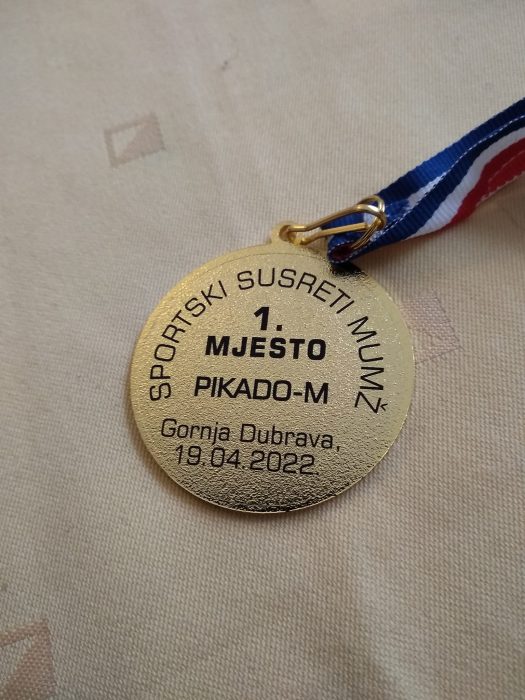 SPORTSKI SUSRETI MUMŽ
1.
MJESTO
PIKADO-M
Gornja Dubrava,
19.04.2022.